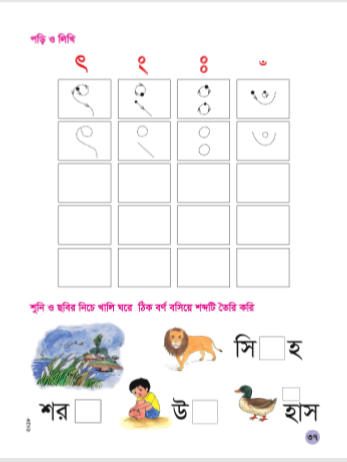 পড়ি ও লিখি
ৎ ং ঃ ঁ
শুনি ও ছবির নিচে খালি ঘরে ঠিক বর্ণ বসিয়ে শব্দটি তৈরি করি
সি হ
শর উ হাস
৩৭